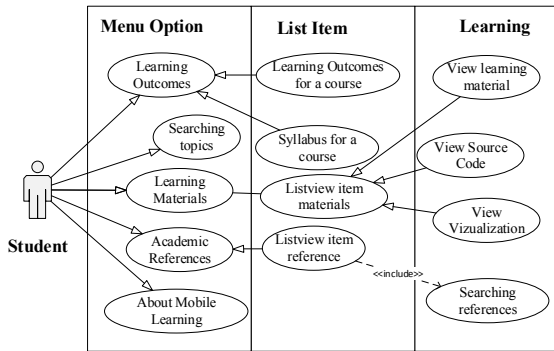 Menu Option
List Item
Learning
Learning
Outcomes
Learning Outcomes
for a course
View learning
material
Searching
topics
Syllabus for a
course
View Source
Code
Learning
Materials
Listview item
materials
View
Vizualization
Student
Academic
References
Listview item
reference
<<include>>
Searching
references
About Mobile
Learning